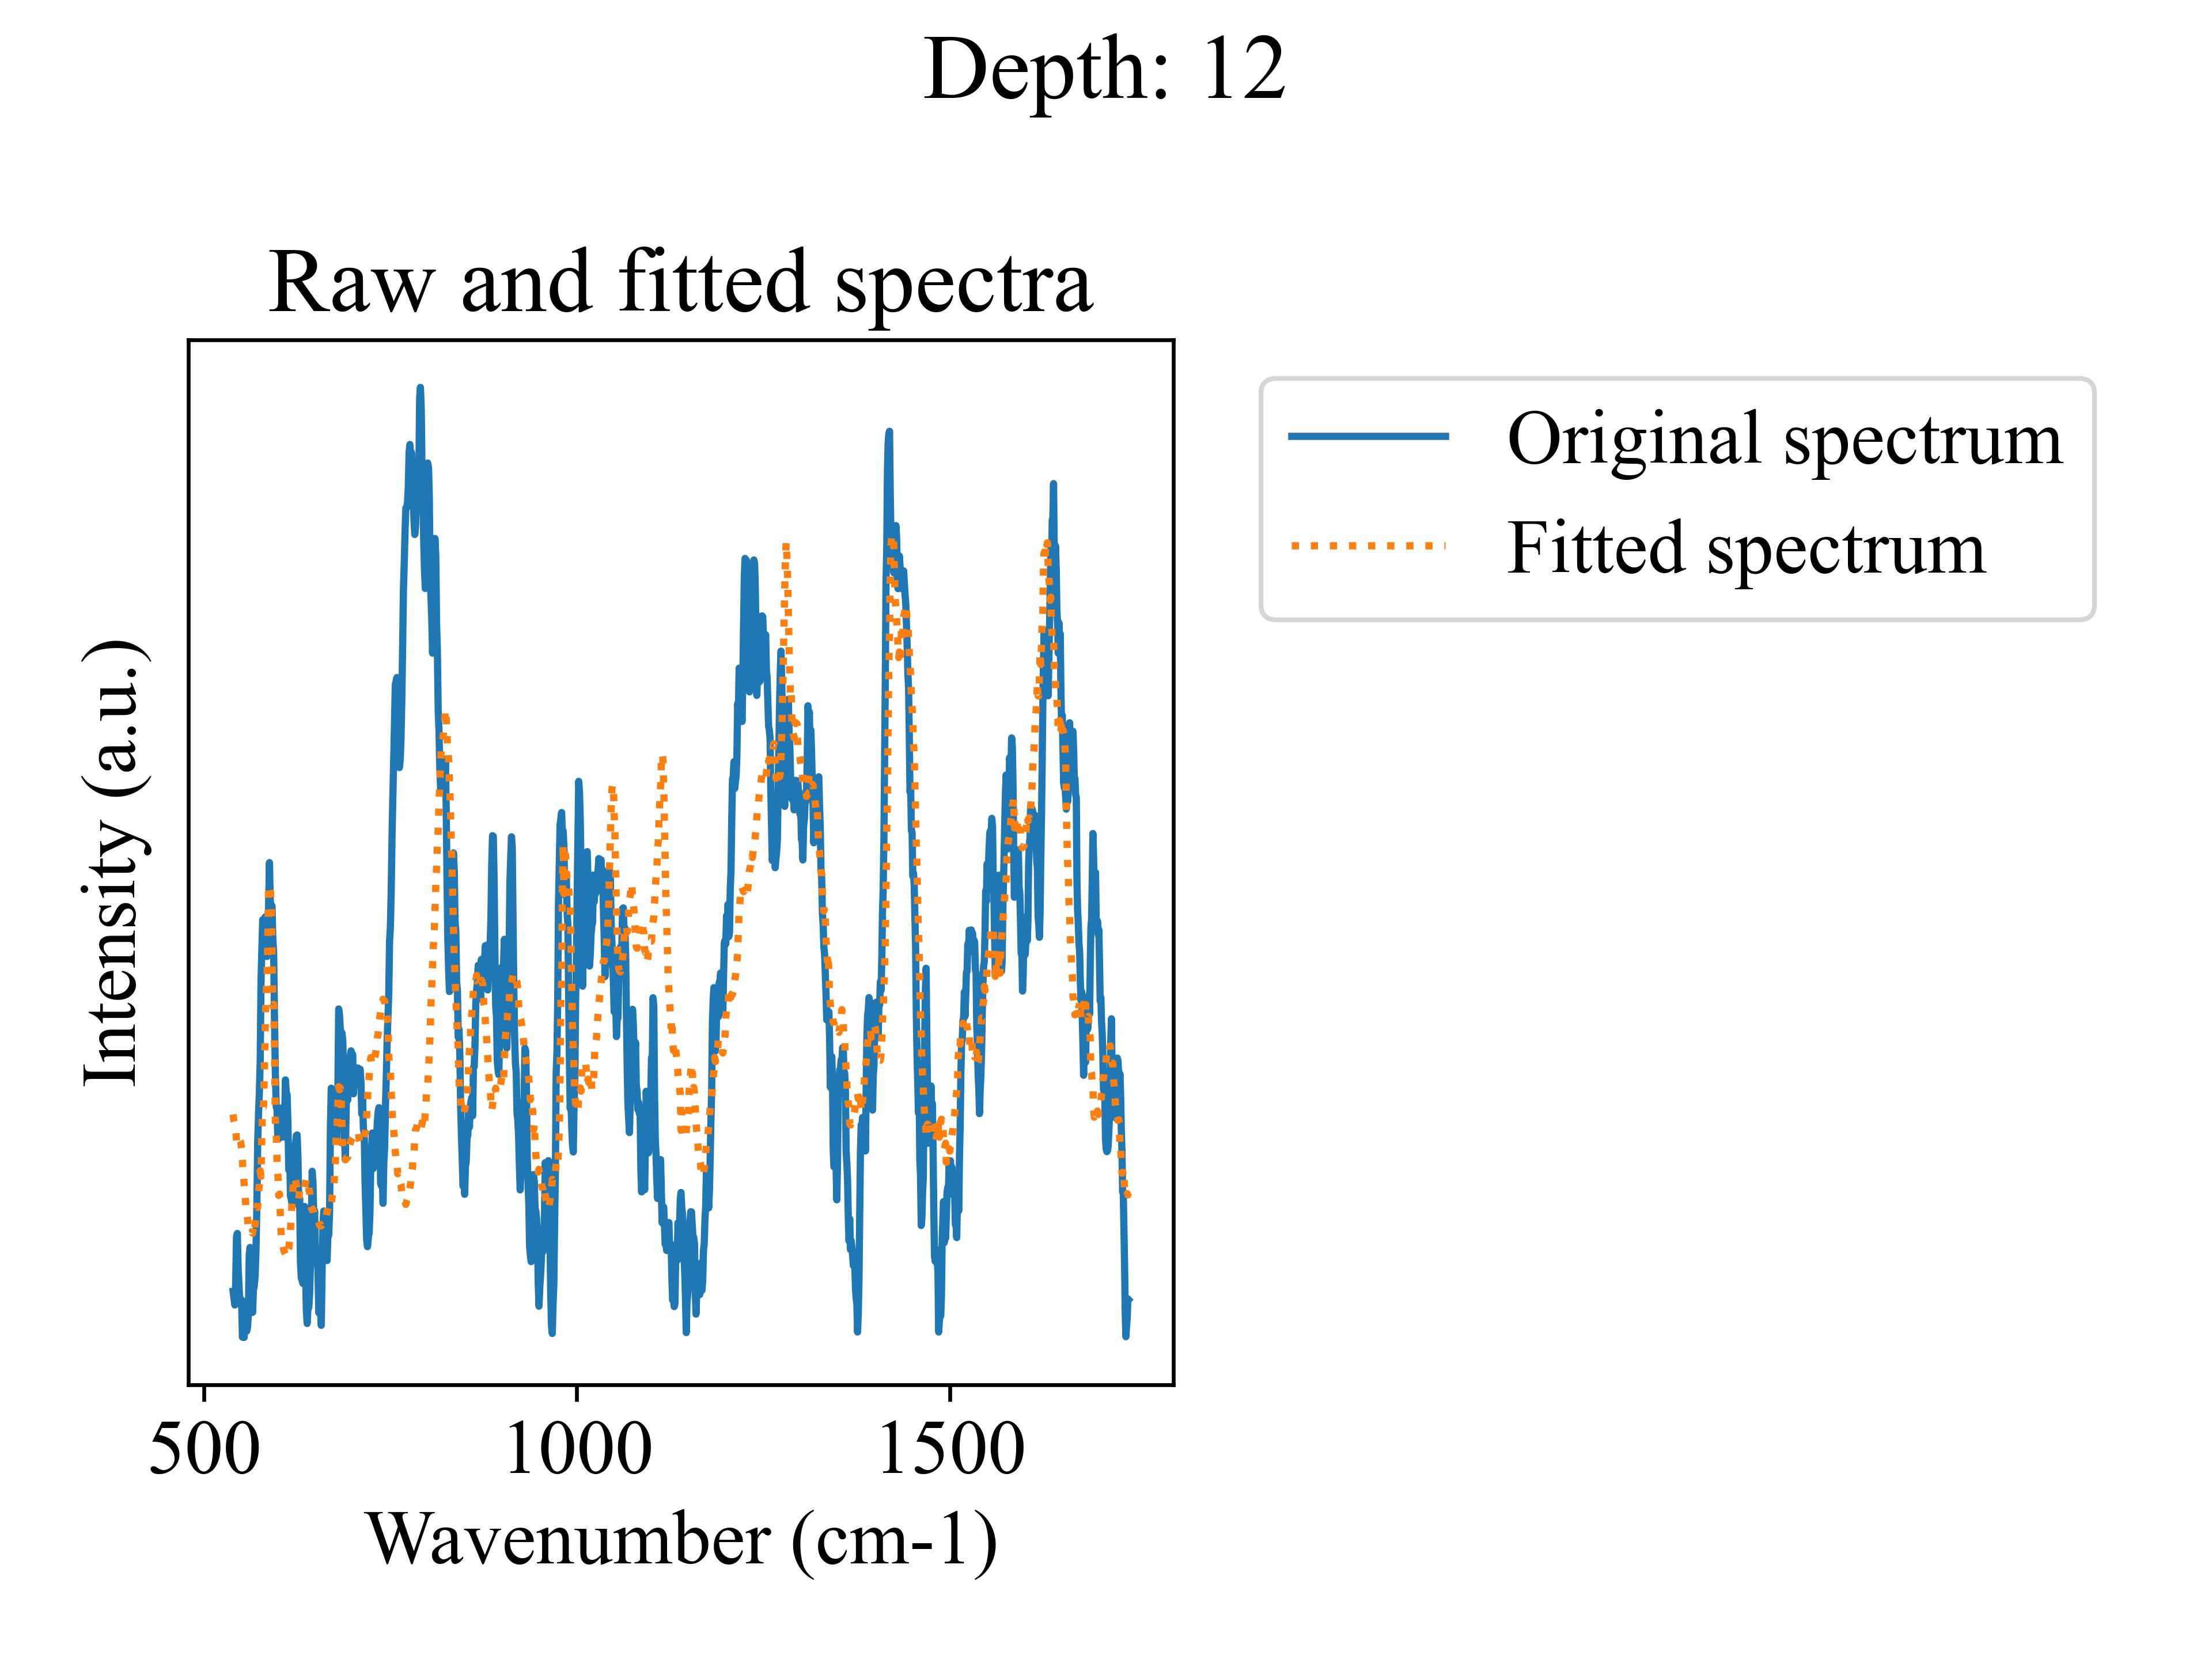 Depth: 12
Raw and fitted spectra
Original spectrum
Fitted spectrum
Intensity (a.u.)
500 1000 1500
Wavenumber (cm-1)